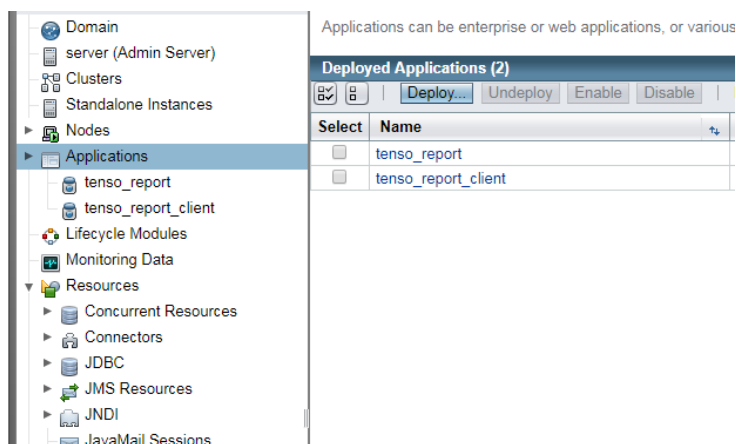 Domain
server (Admin Server)
Clusters
Standalone Instances
Nodes
Applications
tenso_report
tenso_report_client
Lifecycle Modules
Monitoring Data
Resources
Concurrent Resources
Connectors
JDBC
JMS Resources
JNDI
JavaMail Sessions
Applications can be enterprise or web applications, or various
Deployed Applications (2)
Deploy... Undeploy Enable Disable
Select Name
tenso_report
tenso_report_client